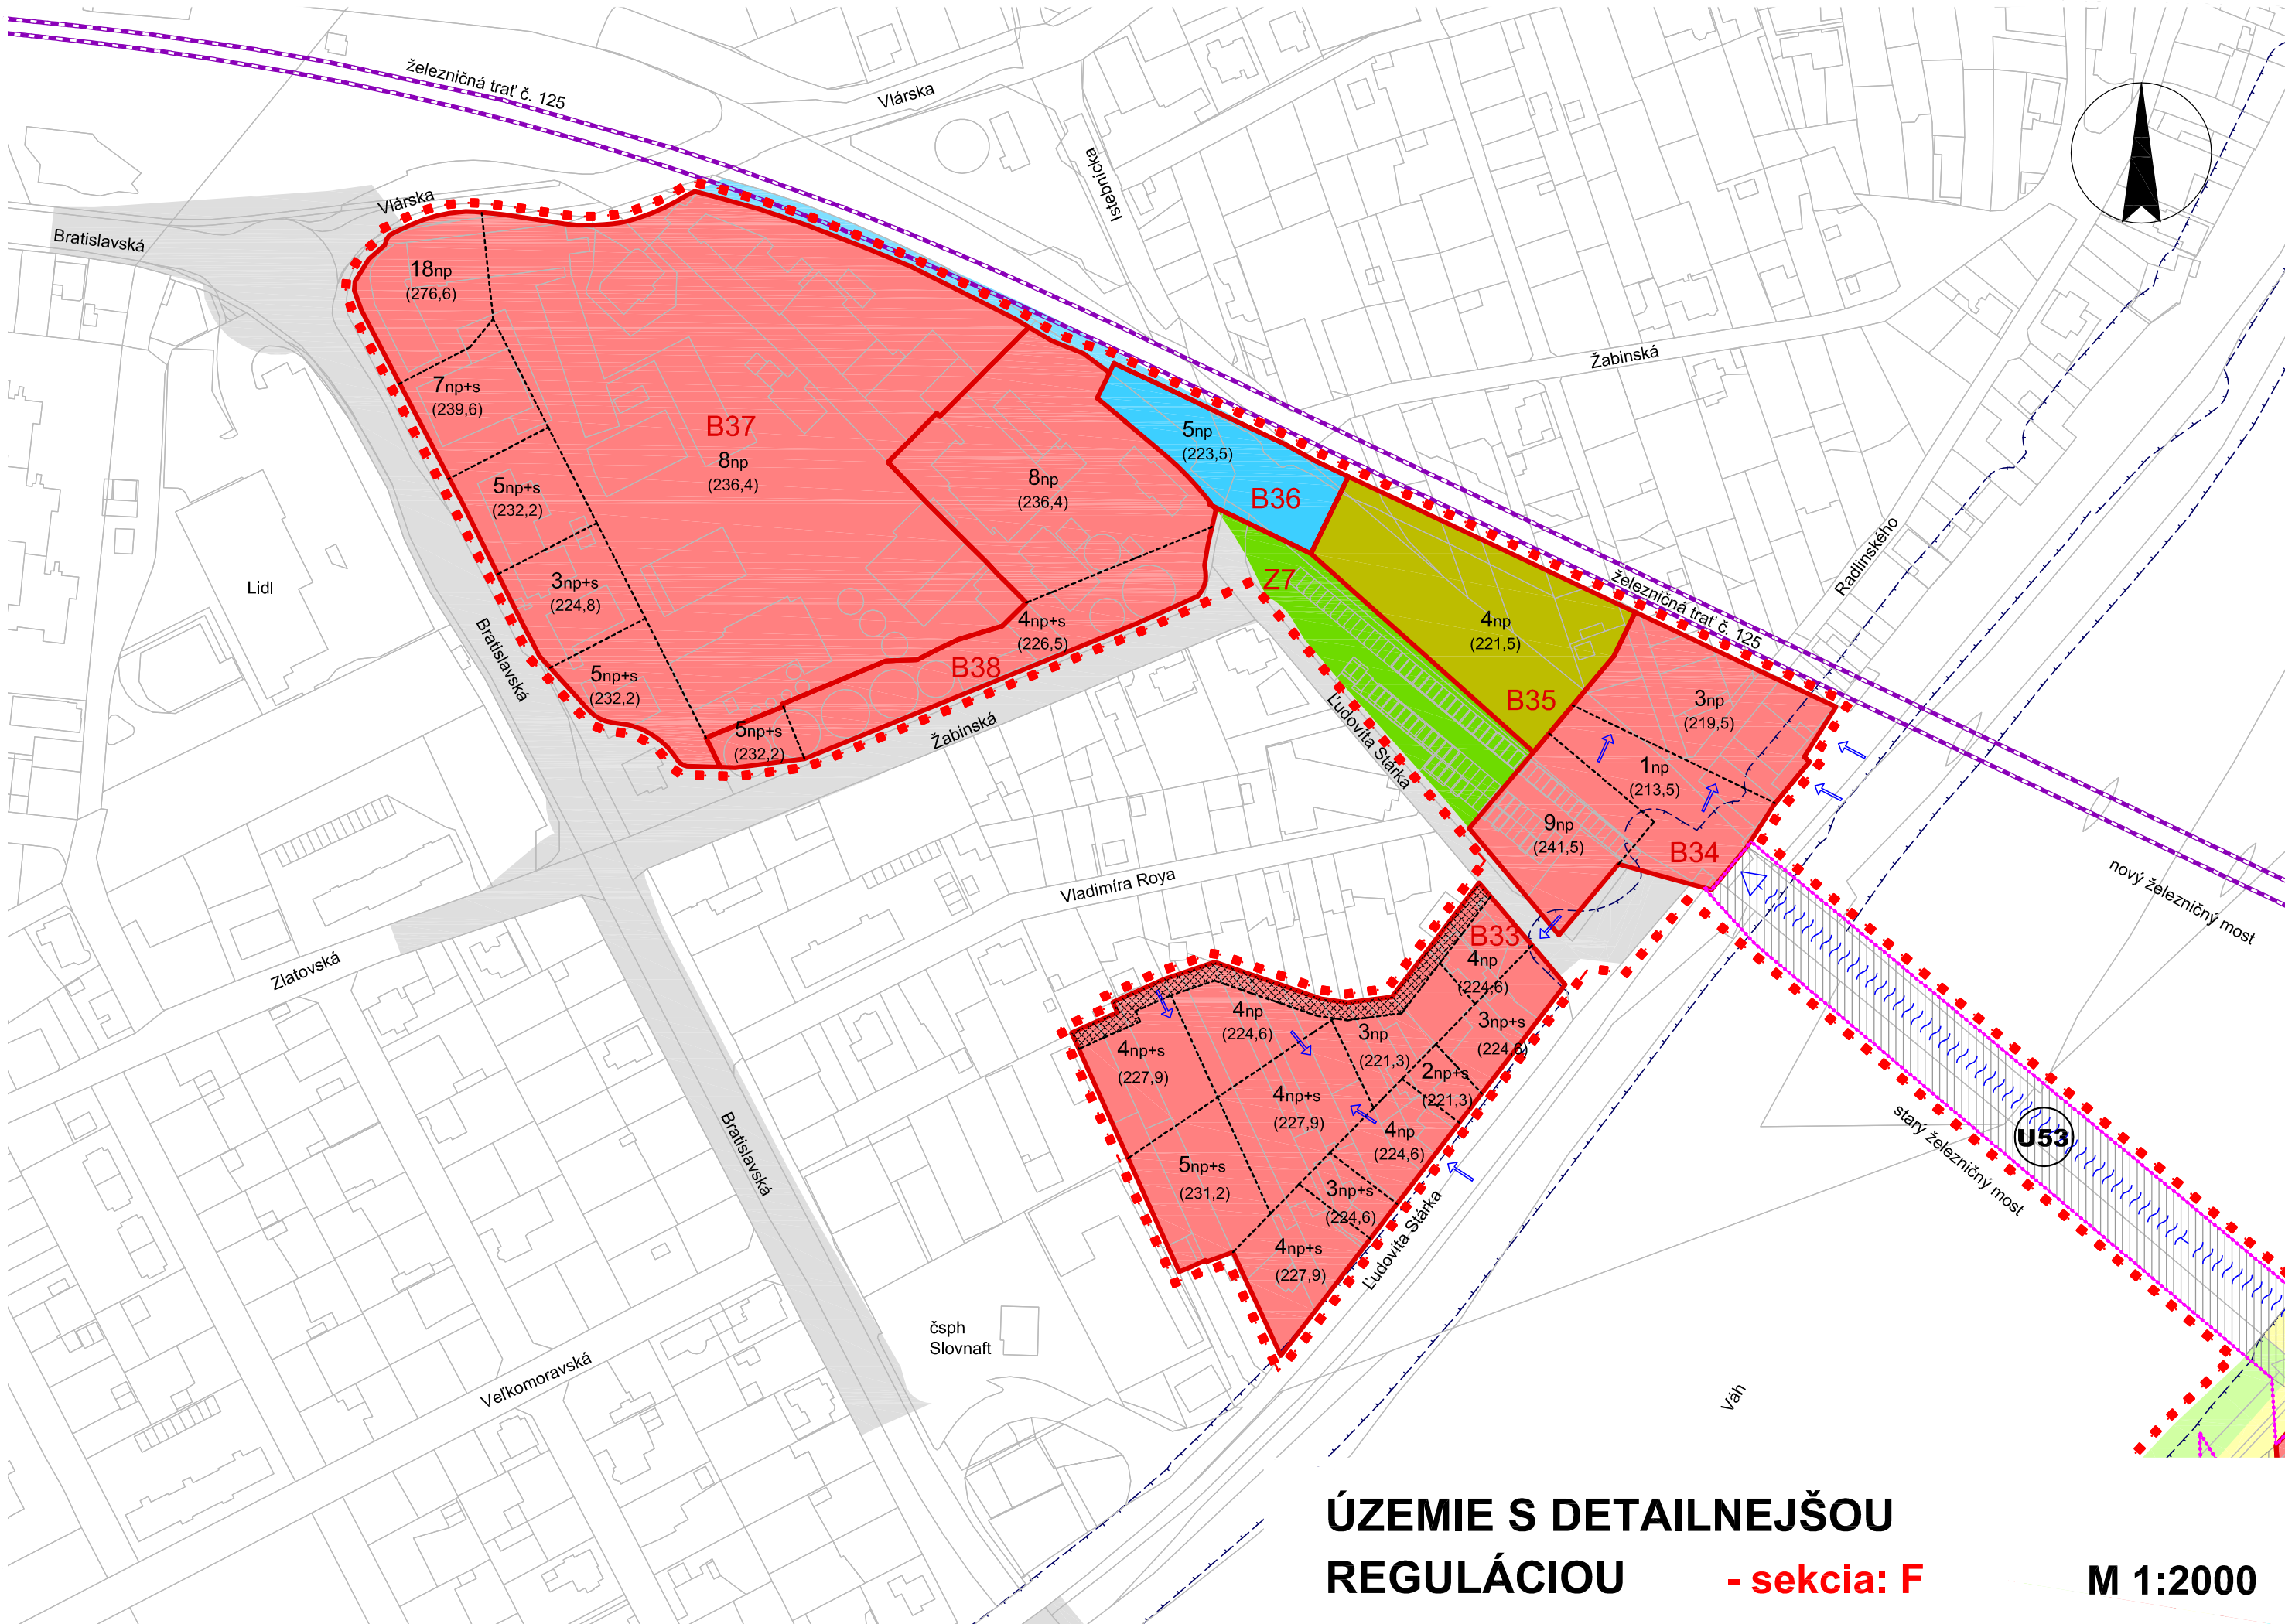 železničná trať č. 125
Vlárska
Istebnícka
Vlárska
Bratislavská
18np
(276,6)
7np+s
(239,6)
5np+s
(232,2)
3np+s
(224,8)
5np+s
(232,2)
B37
8np
(236,4)
8np
(236,4)
4np+s
(226,5)
B38
5np+s
(232,2)
5np
(223,5)
B36
Z7
4np
(221,5)
B35
Žabinská
Radlinského
železničná trať č. 125
3np
(219,5)
1np
(213,5)
9np
(241,5)
B34
Lidl
Bratislavská
Žabinská
Ľudovíta Stárka
Vladimíra Roya
Zlatovská
nový železničný most
starý železničný most
U53
B33
4np
(224,6)
3np+s
(224,6)
2np+s
(221,3)
4np
(224,6)
3np
(221,3)
4np+s
(227,9)
4np+s
(227,9)
4np
(224,6)
5np+s
(231,2)
3np+s
(224,6)
4np+s
(227,9)
Ľudovíta Stárka
Bratislavská
Veľkomoravská
čsph
Slovnaft
Váh
ÚZEMIE S DETAILNEJŠOU
REGULÁCIOU - sekcia: F M 1:2000